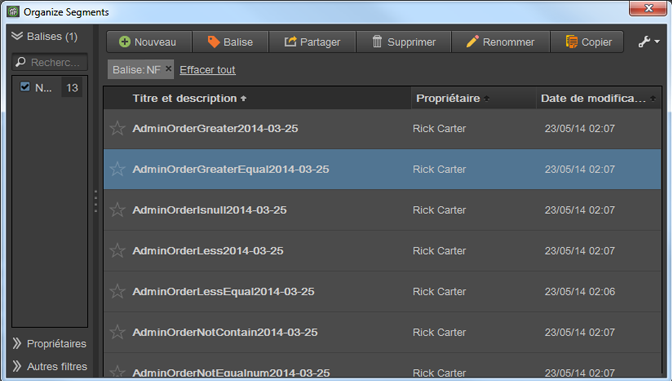 Organize Segments
Balises (1)
Nouveau Balise Partager Supprimer Renommer Copier
Recherc...
Balise: NF × Effacer tout
N... 13
Titre et description Propriétaire Date de modifica...
AdminOrderGreater2014-03-25 Rick Carter 23/05/14 02:07
AdminOrderGreaterEqual2014-03-25 Rick Carter 23/05/14 02:07
AdminOrderIsnull2014-03-25 Rick Carter 23/05/14 02:07
AdminOrderLess2014-03-25 Rick Carter 23/05/14 02:07
AdminOrderLessEqual2014-03-25 Rick Carter 23/05/14 02:06
AdminOrderNotContain2014-03-25 Rick Carter 23/05/14 02:07
AdminOrderNotEqualnum2014-03-25 Rick Carter 23/05/14 02:07
Propriétaires
Autres filtres